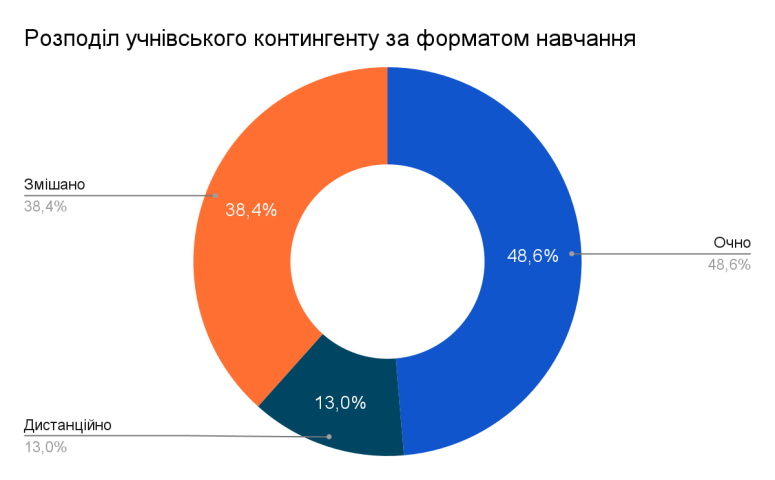 Розподіл учнівського контингенту за форматом навчання
Змішано
38,4%
38,4%
Очно
48,6%
48,6%
13,0%
Дистанційно
13,0%